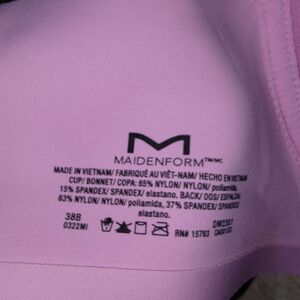 MAIDENFORM™/MC
MADE IN VIETNAM/ FABRIQUÉ AU VIÊT-NAM/ HECHO EN VIETNAM
CUP/ BONNET/ COPA: 85% NYLON/ NYLON/ poliamida,
15% SPANDEX/ SPANDEX/ elastano. BACK/ DOS/ ESPALDA:
63% NYLON/ NYLON/ poliamida, 37% SPANDEX/ SPANDEX/
elastano.
38B DM2301
0322MI RN# 15763 CA00153